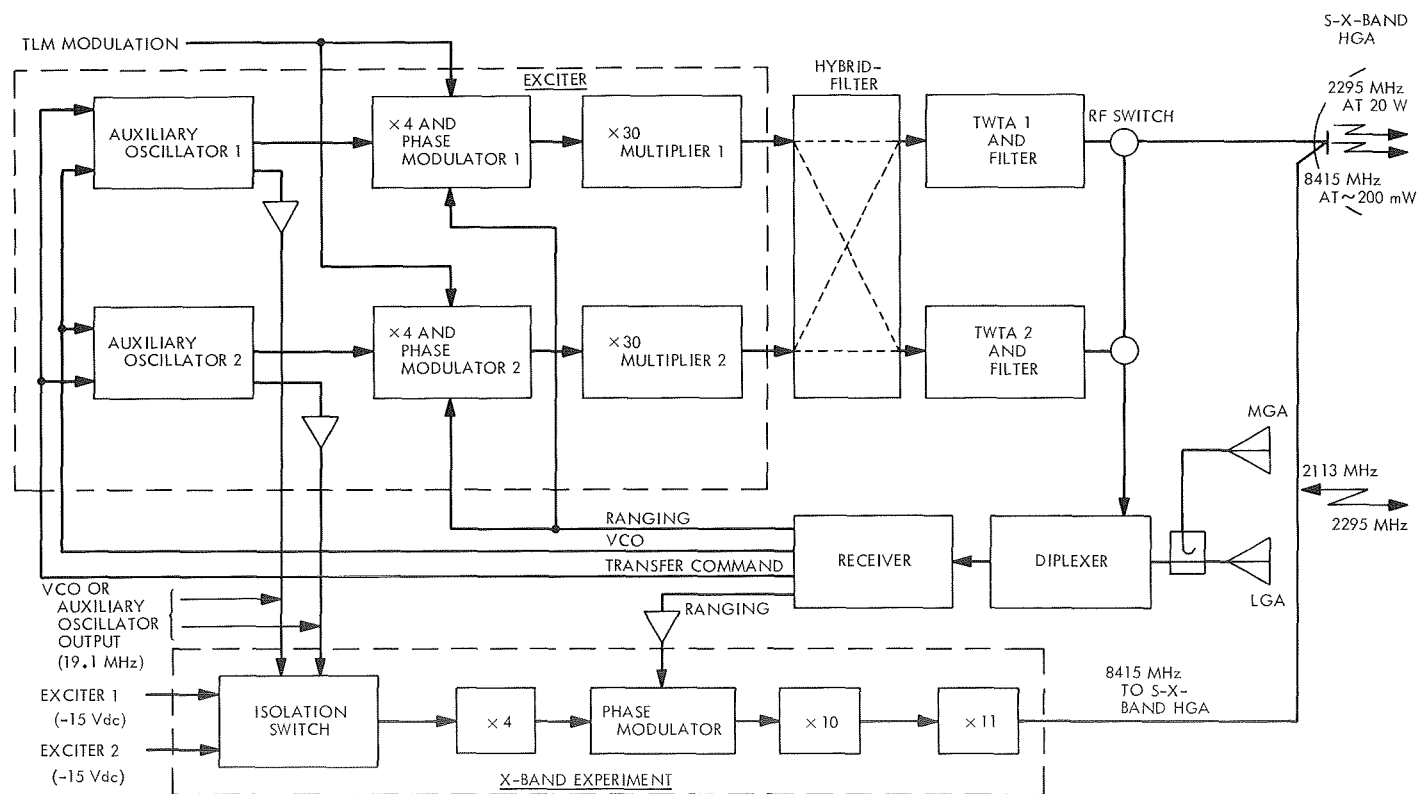 TLM MODULATION
EXCITER
AUXILIARY
OSCILLATOR 1
×4 AND
PHASE
MODULATOR 1
×30
MULTIPLIER 1
HYBRID-
FILTER
TWTA 1
AND
FILTER
RF SWITCH
S-X-BAND
HGA
2295 MHz
AT 20 W
8415 MHz
AT~200 mW
AUXILIARY
OSCILLATOR 2
×4 AND
PHASE
MODULATOR 2
×30
MULTIPLIER 2
TWTA 2
AND
FILTER
MGA
2113 MHz
2295 MHz
LGA
RANGING
VCO
TRANSFER COMMAND
RECEIVER
DIPLEXER
RANGING
VCO OR
AUXILIARY
OSCILLATOR
OUTPUT
(19.1 MHz)
EXCITER 1
(-15 Vdc)
EXCITER 2
(-15 Vdc)
ISOLATION
SWITCH
×4
PHASE
MODULATOR
×10
×11
8415 MHz
TO S-X-
BAND HGA
X-BAND EXPERIMENT